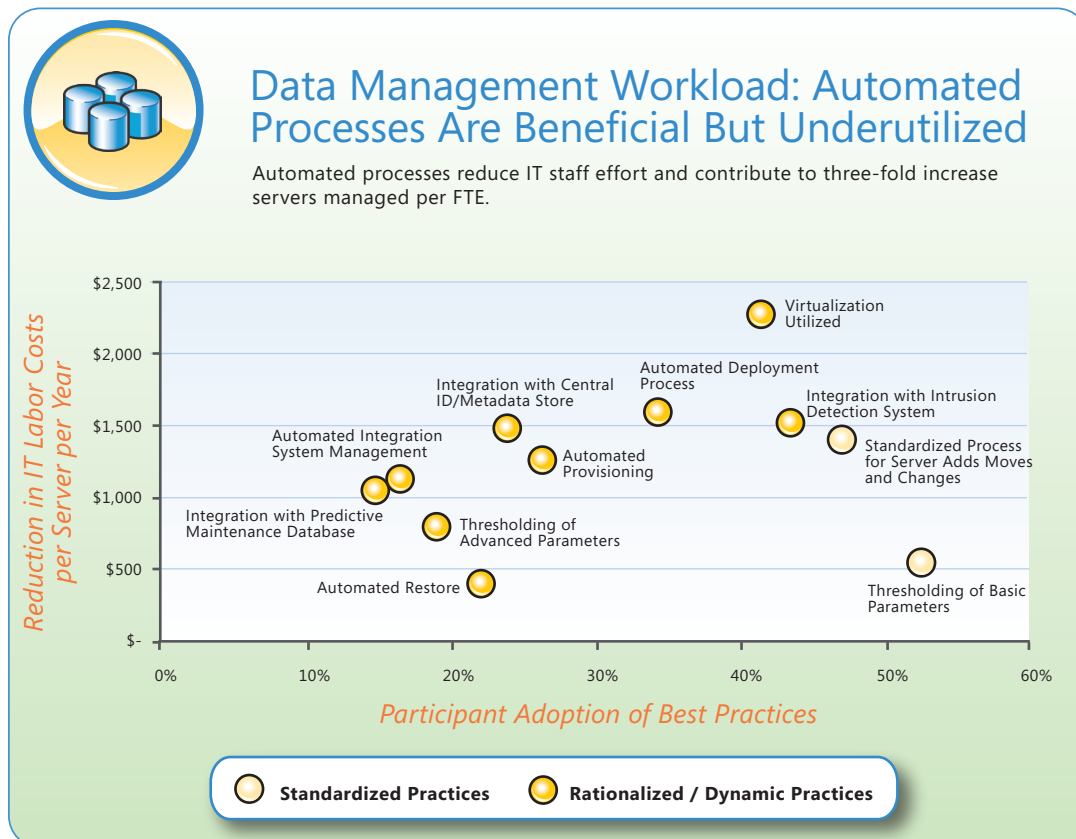 Data Management Workload: Automated
Processes Are Beneficial But Underutilized
Automated processes reduce IT staff effort and contribute to three-fold increase
servers managed per FTE.
Reduction in IT Labor Costs
per Server per Year
$2,500
$2,000
$1,500
$1,000
$500
$-
Virtualization
Utilized
Automated Deployment
Process
Integration with Central
ID/Metadata Store
Integration with Intrusion
Detection System
Automated Integration
System Management
Automated
Provisioning
Standardized Process
for Server Adds Moves
and Changes
Integration with Predictive
Maintenance Database
Thresholding of
Advanced Parameters
Automated Restore
Thresholding of Basic
Parameters
0%
10%
20%
30%
40%
50%
60%
Participant Adoption of Best Practices
Standardized Practices
Rationalized / Dynamic Practices